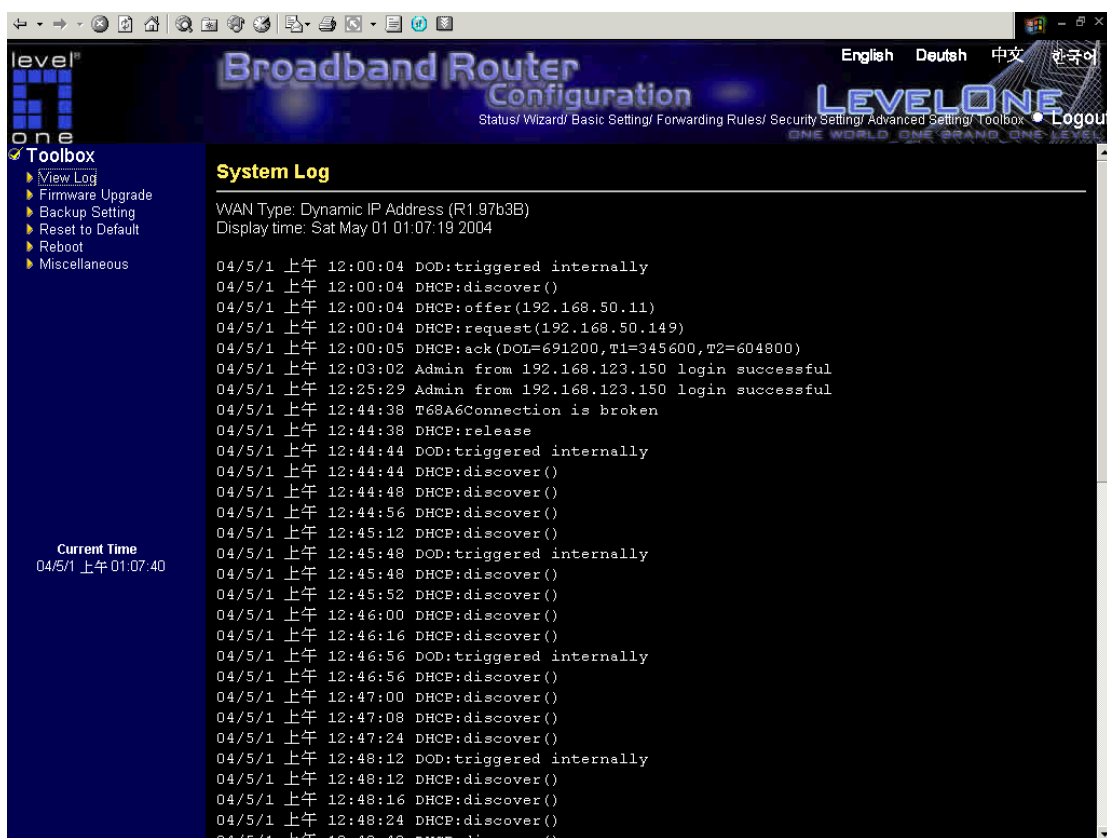 level®
one
Broadband Router
Configuration
English Deutsh 中文 한국어
LEVELONE
Status/ Wizard/ Basic Setting/ Forwarding Rules/ Security Setting/ Advanced Setting/ Toolbox Logout
ONE WORLD ONE BRAND ONE LEVEL
Toolbox
View Log
Firmware Upgrade
Backup Setting
Reset to Default
Reboot
Miscellaneous
Current Time
04/5/1 上午 01:07:40
System Log
WAN Type: Dynamic IP Address (R1.97b3B)
Display time: Sat May 01 01:07:19 2004
04/5/1 上午 12:00:04 DOD:triggered internally
04/5/1 上午 12:00:04 DHCP:discover()
04/5/1 上午 12:00:04 DHCP:offer(192.168.50.11)
04/5/1 上午 12:00:04 DHCP:request(192.168.50.149)
04/5/1 上午 12:00:05 DHCP:ack(DOL=691200,T1=345600,T2=604800)
04/5/1 上午 12:03:02 Admin from 192.168.123.150 login successful
04/5/1 上午 12:25:29 Admin from 192.168.123.150 login successful
04/5/1 上午 12:44:38 T68A6Connection is broken
04/5/1 上午 12:44:38 DHCP:release
04/5/1 上午 12:44:44 DOD:triggered internally
04/5/1 上午 12:44:44 DHCP:discover()
04/5/1 上午 12:44:48 DHCP:discover()
04/5/1 上午 12:44:56 DHCP:discover()
04/5/1 上午 12:45:12 DHCP:discover()
04/5/1 上午 12:45:48 DOD:triggered internally
04/5/1 上午 12:45:48 DHCP:discover()
04/5/1 上午 12:45:52 DHCP:discover()
04/5/1 上午 12:46:00 DHCP:discover()
04/5/1 上午 12:46:16 DHCP:discover()
04/5/1 上午 12:46:56 DOD:triggered internally
04/5/1 上午 12:46:56 DHCP:discover()
04/5/1 上午 12:47:00 DHCP:discover()
04/5/1 上午 12:47:08 DHCP:discover()
04/5/1 上午 12:47:24 DHCP:discover()
04/5/1 上午 12:48:12 DOD:triggered internally
04/5/1 上午 12:48:12 DHCP:discover()
04/5/1 上午 12:48:16 DHCP:discover()
04/5/1 上午 12:48:24 DHCP:discover()